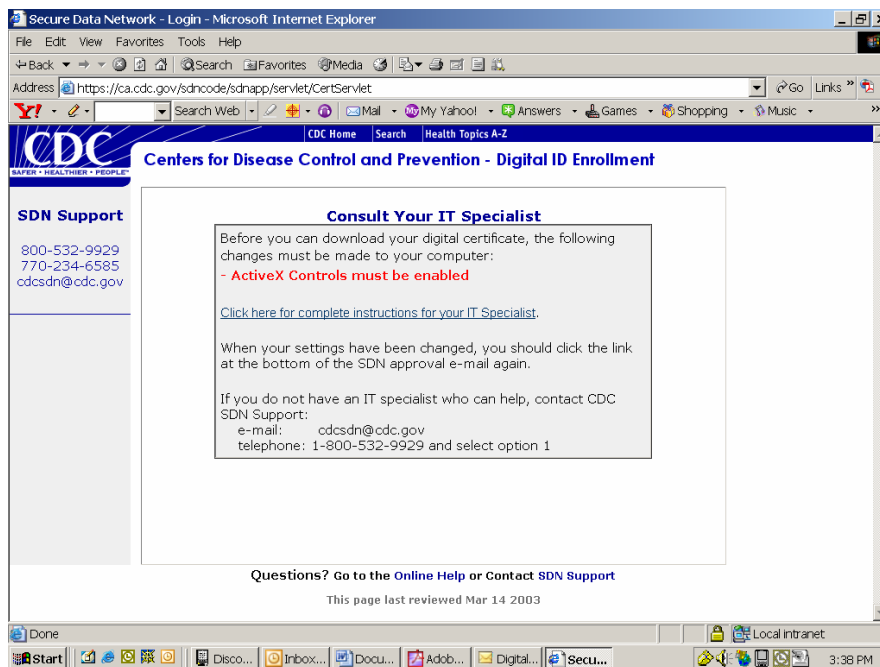 Secure Data Network - Login - Microsoft Internet Explorer
File Edit View Favorites Tools Help
Back Search Favorites Media
Address https://ca.cdc.gov/sdncode/sdnapp/servlet/CertServlet Go Links »
Y! Search Web Mail My Yahoo! Answers Games Shopping Music »
CDC Home Search Health Topics A-Z
CDC
SAFER • HEALTHIER • PEOPLE™
Centers for Disease Control and Prevention - Digital ID Enrollment
SDN Support
800-532-9929
770-234-6585
cdcsdn@cdc.gov
Consult Your IT Specialist
Before you can download your digital certificate, the following
changes must be made to your computer:
- ActiveX Controls must be enabled
Click here for complete instructions for your IT Specialist.
When your settings have been changed, you should click the link
at the bottom of the SDN approval e-mail again.
If you do not have an IT specialist who can help, contact CDC
SDN Support:
e-mail: cdcsdn@cdc.gov
telephone: 1-800-532-9929 and select option 1
Questions? Go to the Online Help or Contact SDN Support
This page last reviewed Mar 14 2003
Done Local intranet
Start Disco... Inbox... Docu... Adob... Digital... Secu... 3:38 PM